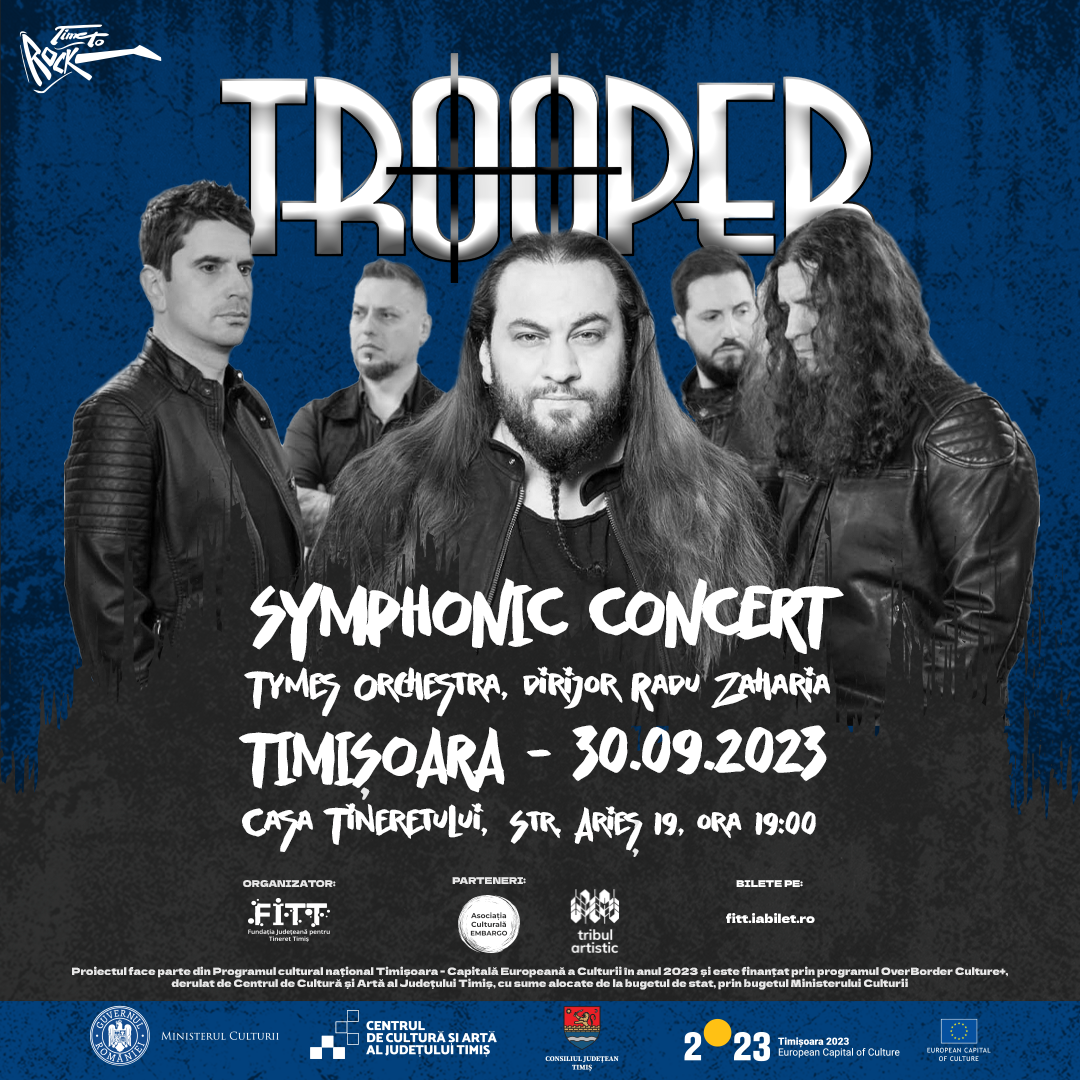 Time to
ROCK
TROOPER
SYMPHONIC CONCERT
TYMES ORCHESTRA, DIRIJOR RADU ZAHARIA
TIMIȘOARA - 30.09.2023
CASA TINERETULUI, STR. ARIEȘ 19, ORA 19:00
ORGANIZATOR:
PARTENERI:
BILETE PE:
FITT
Fundația Județeană pentru
Tineret Timiș
Asociația
Culturală
EMBARGO
tribul
artistic
fitt.iabilet.ro
Proiectul face parte din Programul cultural național Timișoara - Capitală Europeană a Culturii în anul 2023 și este finanțat prin programul OverBorder Culture+,
derulat de Centrul de Cultură și Artă al Județului Timiș, cu sume alocate de la bugetul de stat, prin bugetul Ministerului Culturii
GUVERNUL
ROMÂNIEI
MINISTERUL CULTURII
CENTRUL
DE CULTURĂ SI ARTĂ
AL JUDEȚULUI TIMIȘ
CONSILIUL JUDEȚEAN
TIMIȘ
2023
Timișoara 2023
European Capital of Culture
EUROPEAN CAPITAL
OF CULTURE